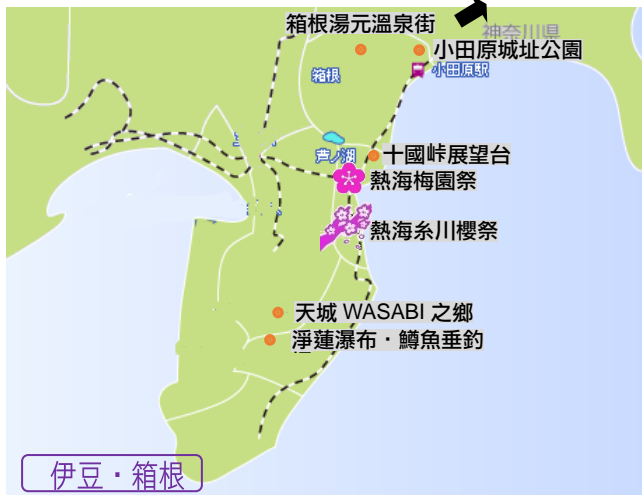 箱根湯元溫泉街
神奈川県
小田原城址公園
箱根
小田原駅
十國峠展望台
芦ノ湖
熱海梅園祭
熱海糸川櫻祭
天城 WASABI 之鄉
淨蓮瀑布・鱒魚垂釣
伊豆・箱根